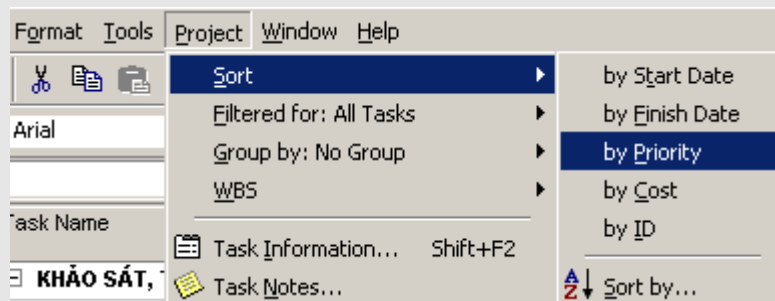 Format Tools Project Window Help
Sort
by Start Date
Filtered for: All Tasks
by Finish Date
Arial
Group by: No Group
by Priority
WBS
by Cost
Task Name
by ID
Task Information... Shift+F2
KHẢO SÁT,
Task Notes...
Sort by...